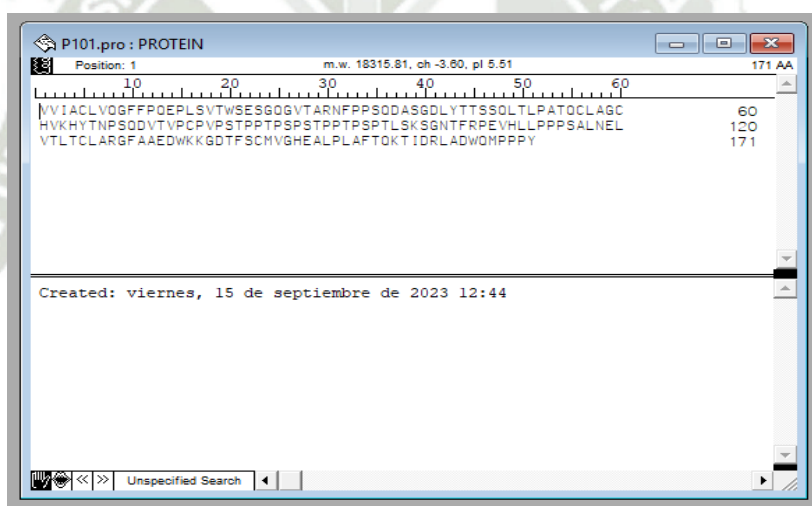 P101.pro : PROTEIN
Position: 1 m.w. 18315.81, ch -3.60, pI 5.51 171 AA
10 20 30 40 50 60
VVIACLVQGFFPQEPLSVTWSESGQGVTARNFPPSQDASGDLYTTSSQLTLPATQCLAGC 60
HVKHYTNPSQDVTVPCPVPSTPPTPSPSTPPTPSPTLSKSGNTFRPEVHLLPPPSALNEL 120
VTLTCLARGFAAEDWKKGDTFSCMVGHEALPLAFTQKTIDRLADWQMPPPY 171
Created: viernes, 15 de septiembre de 2023 12:44
<< >> Unspecified Search